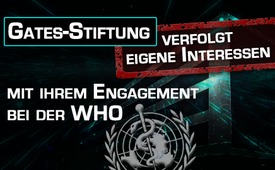 GATES-STIFTUNG
VERFOLGT
EIGENE INTERESSEN
MIT IHREM ENGAGEMENT
BEI DER WHO